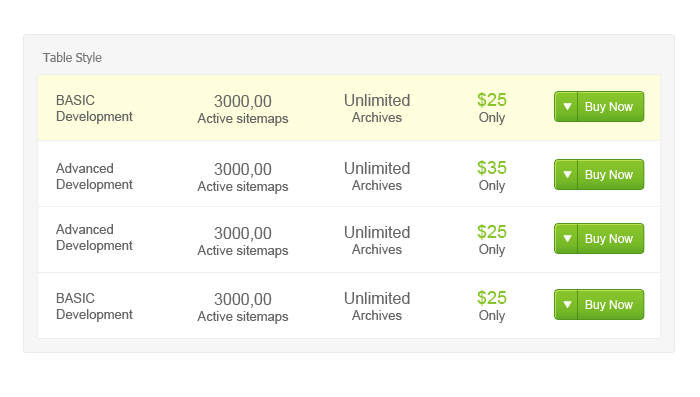 Table Style
BASIC
Development
3000,00
Active sitemaps
Unlimited
Archives
$25
Only
Buy Now
Advanced
Development
3000,00
Active sitemaps
Unlimited
Archives
$35
Only
Buy Now
Advanced
Development
3000,00
Active sitemaps
Unlimited
Archives
$25
Only
Buy Now
BASIC
Development
3000,00
Active sitemaps
Unlimited
Archives
$25
Only
Buy Now